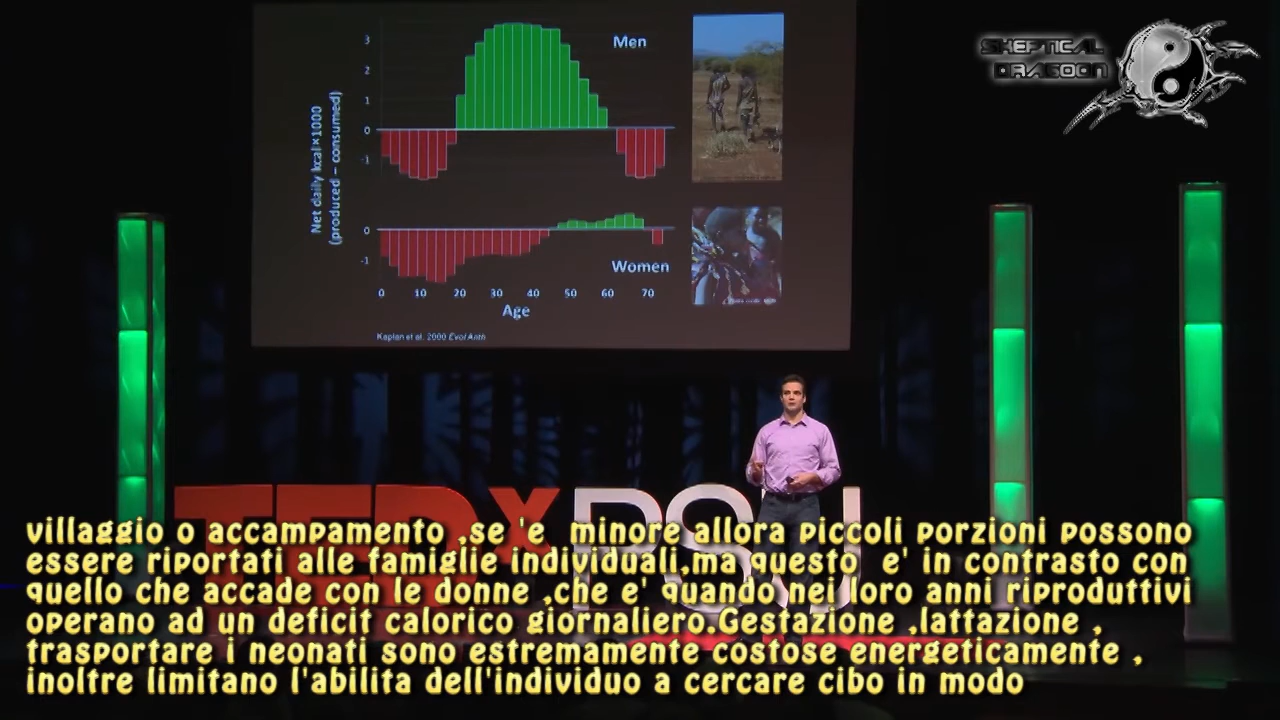 Men
3
2
1
0
-1
Net daily kcal×1000
(produced – consumed)
0
-1
Women
0 10 20 30 40 50 60 70
Age
Kaplan et al. 2000 Evol Anth
SKEPTICAL
DRAGOON
TEDxPSU
villaggio o accampamento ,se 'e minore allora piccoli porzioni possono
essere riportati alle famiglie individuali,ma questo e' in contrasto con
quello che accade con le donne ,che e' quando nei loro anni riproduttivi
operano ad un deficit calorico giornaliero.Gestazione ,lattazione ,
trasportare i neonati sono estremamente costose energeticamente ,
inoltre limitano l'abilita dell'individuo a cercare cibo in modo